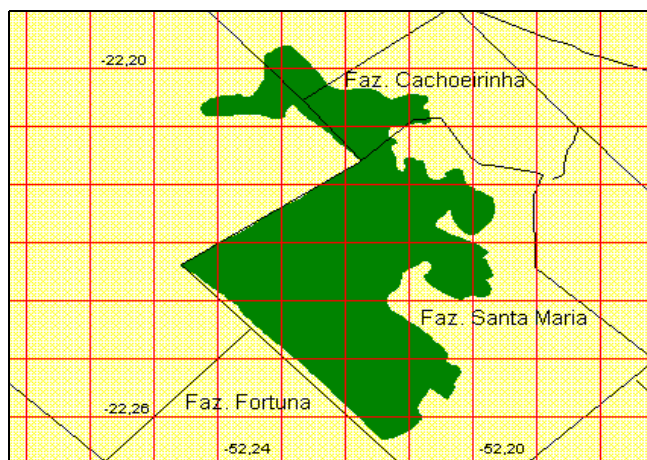 -22,20
Faz. Cachoeirinha
Faz. Santa Maria
Faz. Fortuna
-22,26
-52,24
-52,20